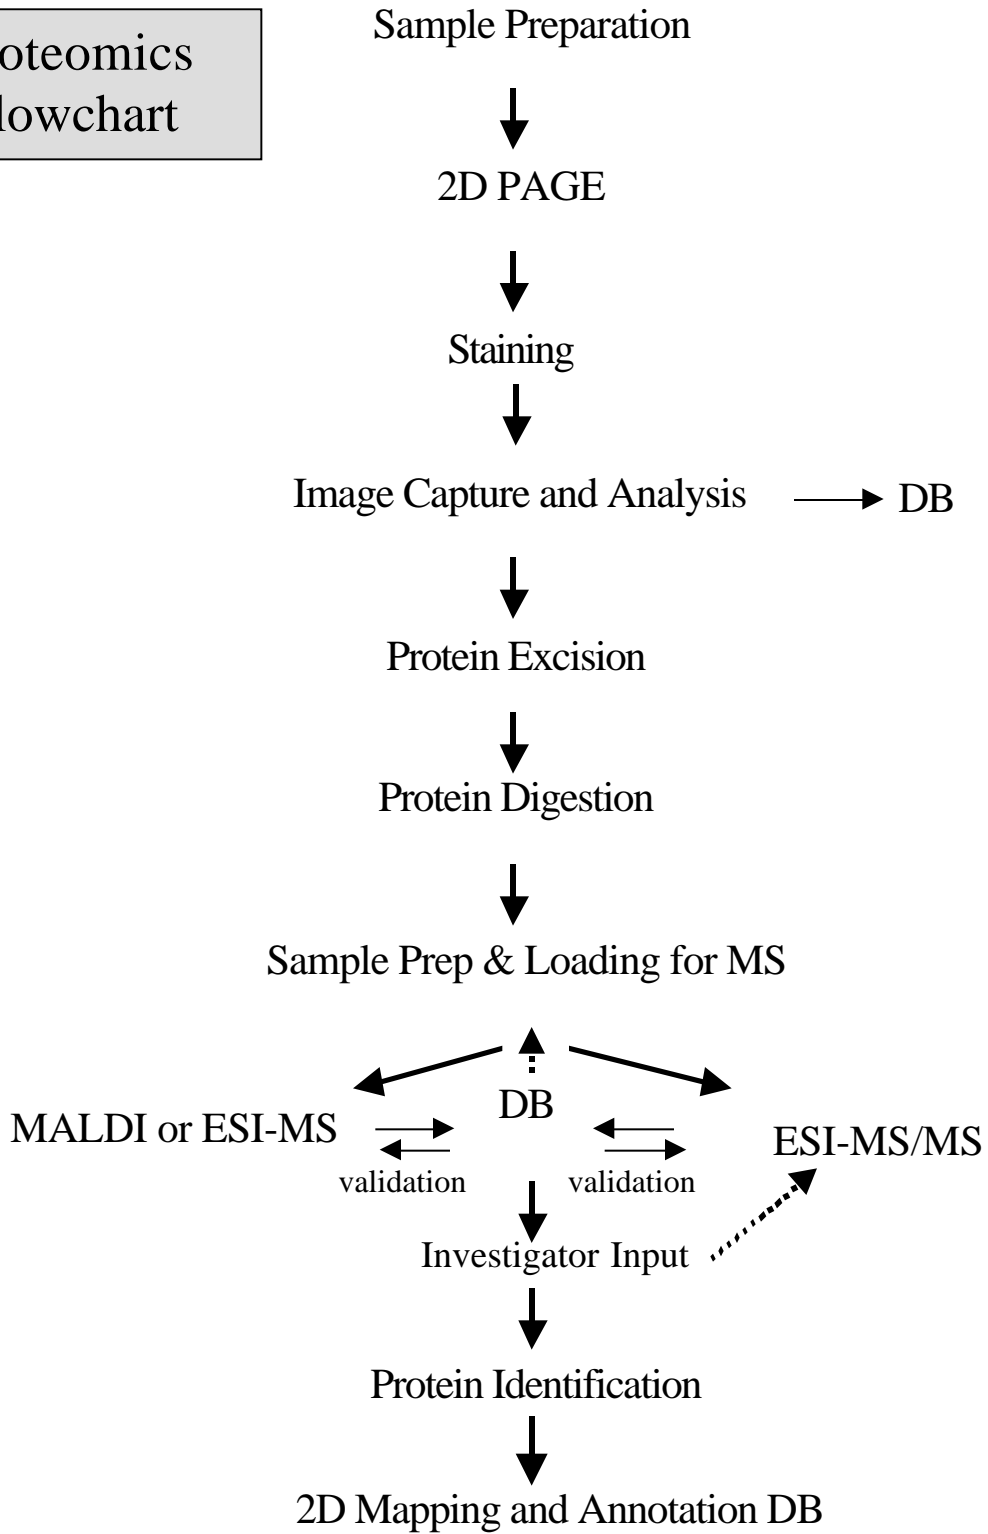 oteomics
lowchart
Sample Preparation
2D PAGE
Staining
Image Capture and Analysis
DB
Protein Excision
Protein Digestion
Sample Prep & Loading for MS
DB
MALDI or ESI-MS
ESI-MS/MS
validation
validation
Investigator Input
Protein Identification
2D Mapping and Annotation DB